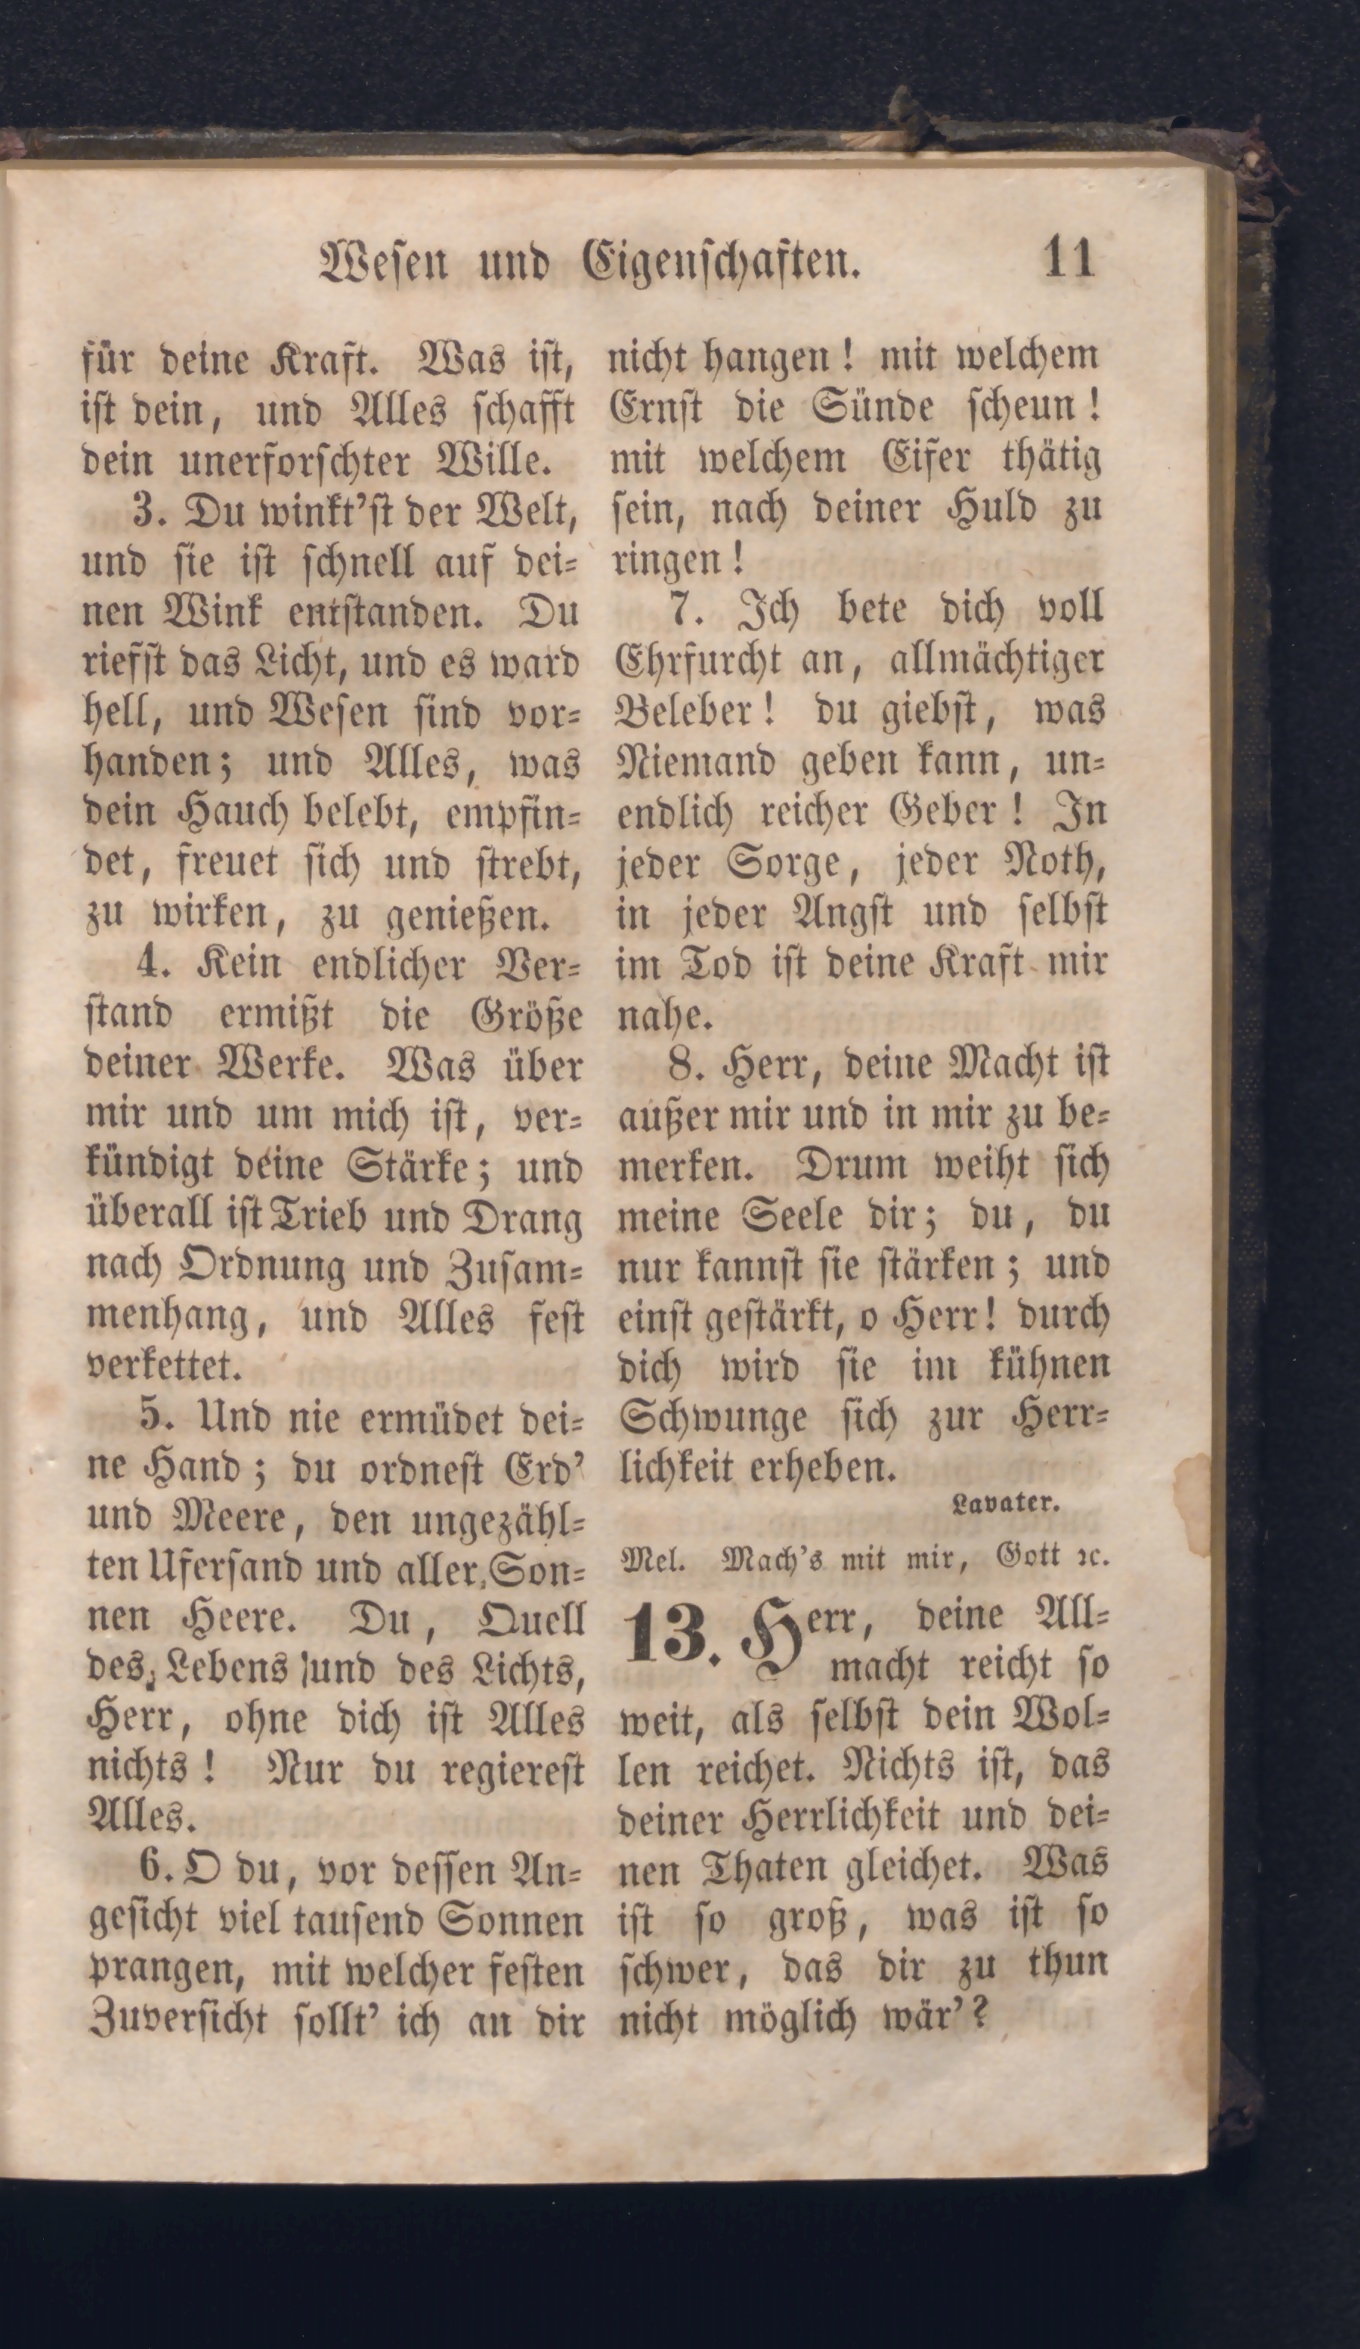 Wesen und Eigenschaften. 11
für deine Kraft. Was ist,
ist dein, und Alles schafft
dein unerforschter Wille.
3. Du winkt'st der Welt,
und sie ist schnell auf dei-
nen Wink entstanden. Du
riefst das Licht, und es ward
hell, und Wesen sind vor-
handen; und Alles, was
dein Hauch belebt, empfin-
det, freuet sich und strebt,
zu wirken, zu genießen.
4. Kein endlicher Ver-
stand ermißt die Größe
deiner Werke. Was über
mir und um mich ist, ver-
kündigt deine Stärke; und
überall ist Trieb und Drang
nach Ordnung und Zusam-
menhang, und Alles fest
verkettet.
5. Und nie ermüdet dei-
ne Hand; du ordnest Erd'
und Meere, den ungezähl-
ten Ufersand und aller Son-
nen Heere. Du, Quell
des Lebens und des Lichts,
Herr, ohne dich ist Alles
nichts! Nur du regierest
Alles.
6. O du, vor dessen An-
gesicht viel tausend Sonnen
prangen, mit welcher festen
Zuversicht sollt' ich an dir
nicht hangen! mit welchem
Ernst die Sünde scheun!
mit welchem Eifer thätig
sein, nach deiner Huld zu
ringen!
7. Ich bete dich voll
Ehrfurcht an, allmächtiger
Beleber! du giebst, was
Niemand geben kann, un-
endlich reicher Geber! In
jeder Sorge, jeder Noth,
in jeder Angst und selbst
im Tod ist deine Kraft mir
nahe.
8. Herr, deine Macht ist
außer mir und in mir zu be-
merken. Drum weiht sich
meine Seele dir; du, du
nur kannst sie stärken; und
einst gestärkt, o Herr! durch
dich wird sie im kühnen
Schwunge sich zur Herr-
lichkeit erheben.
Lavater.
Mel. Mach's mit mir, Gott ꝛc.
13. Herr, deine All-
macht reicht so
weit, als selbst dein Wol-
len reichet. Nichts ist, das
deiner Herrlichkeit und dei-
nen Thaten gleichet. Was
ist so groß, was ist so
schwer, das dir zu thun
nicht möglich wär'?